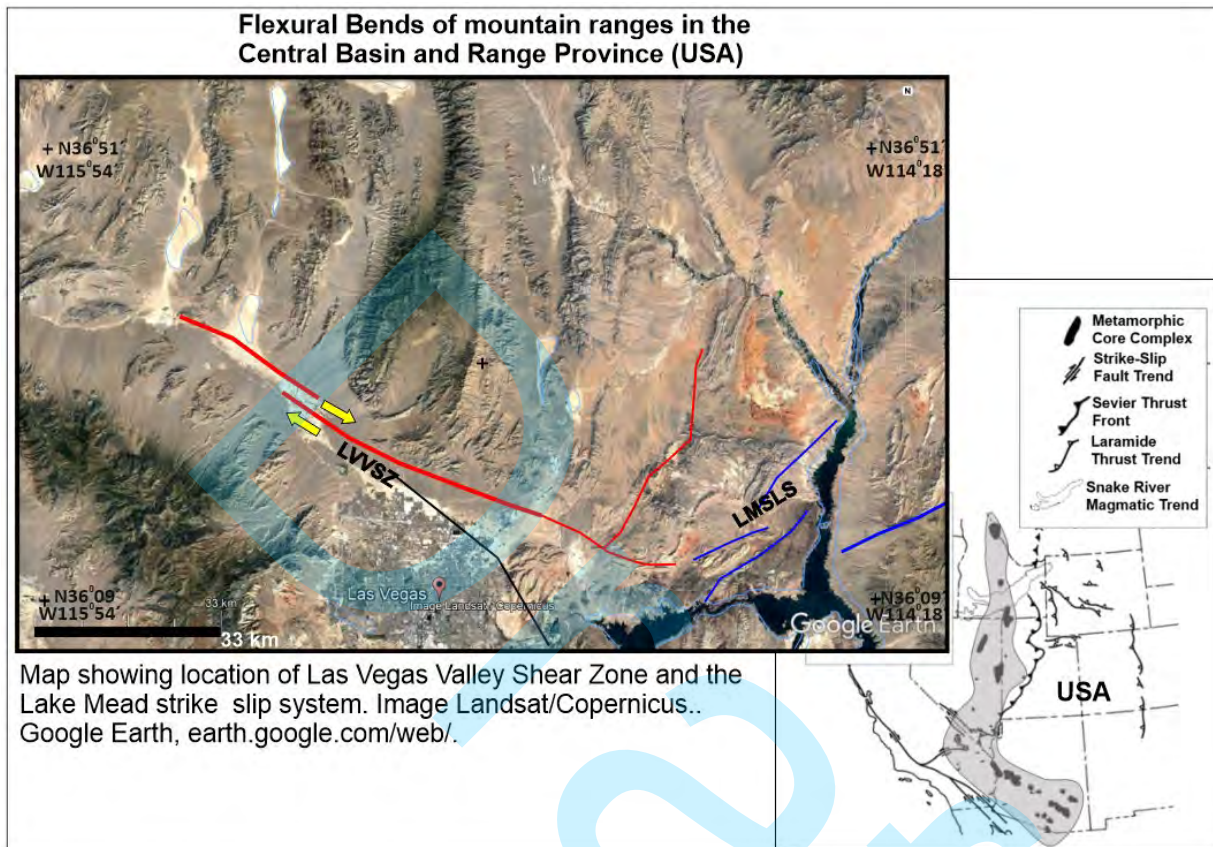 Flexural Bends of mountain ranges in the
Central Basin and Range Province (USA)
N
+ N36°51´
W115°54´
+N36°51´
W114°18´
LVVSZ
LMSLS
Las Vegas
Image Landsat / Copernicus
+ N36°09´
W115°54´
33 km
33 km
+N36°09´
W114°18´
Google Earth
Map showing location of Las Vegas Valley Shear Zone and the
Lake Mead strike slip system. Image Landsat/Copernicus..
Google Earth, earth.google.com/web/.
Metamorphic
Core Complex
Strike-Slip
Fault Trend
Sevier Thrust
Front
Laramide
Thrust Trend
Snake River
Magmatic Trend
USA